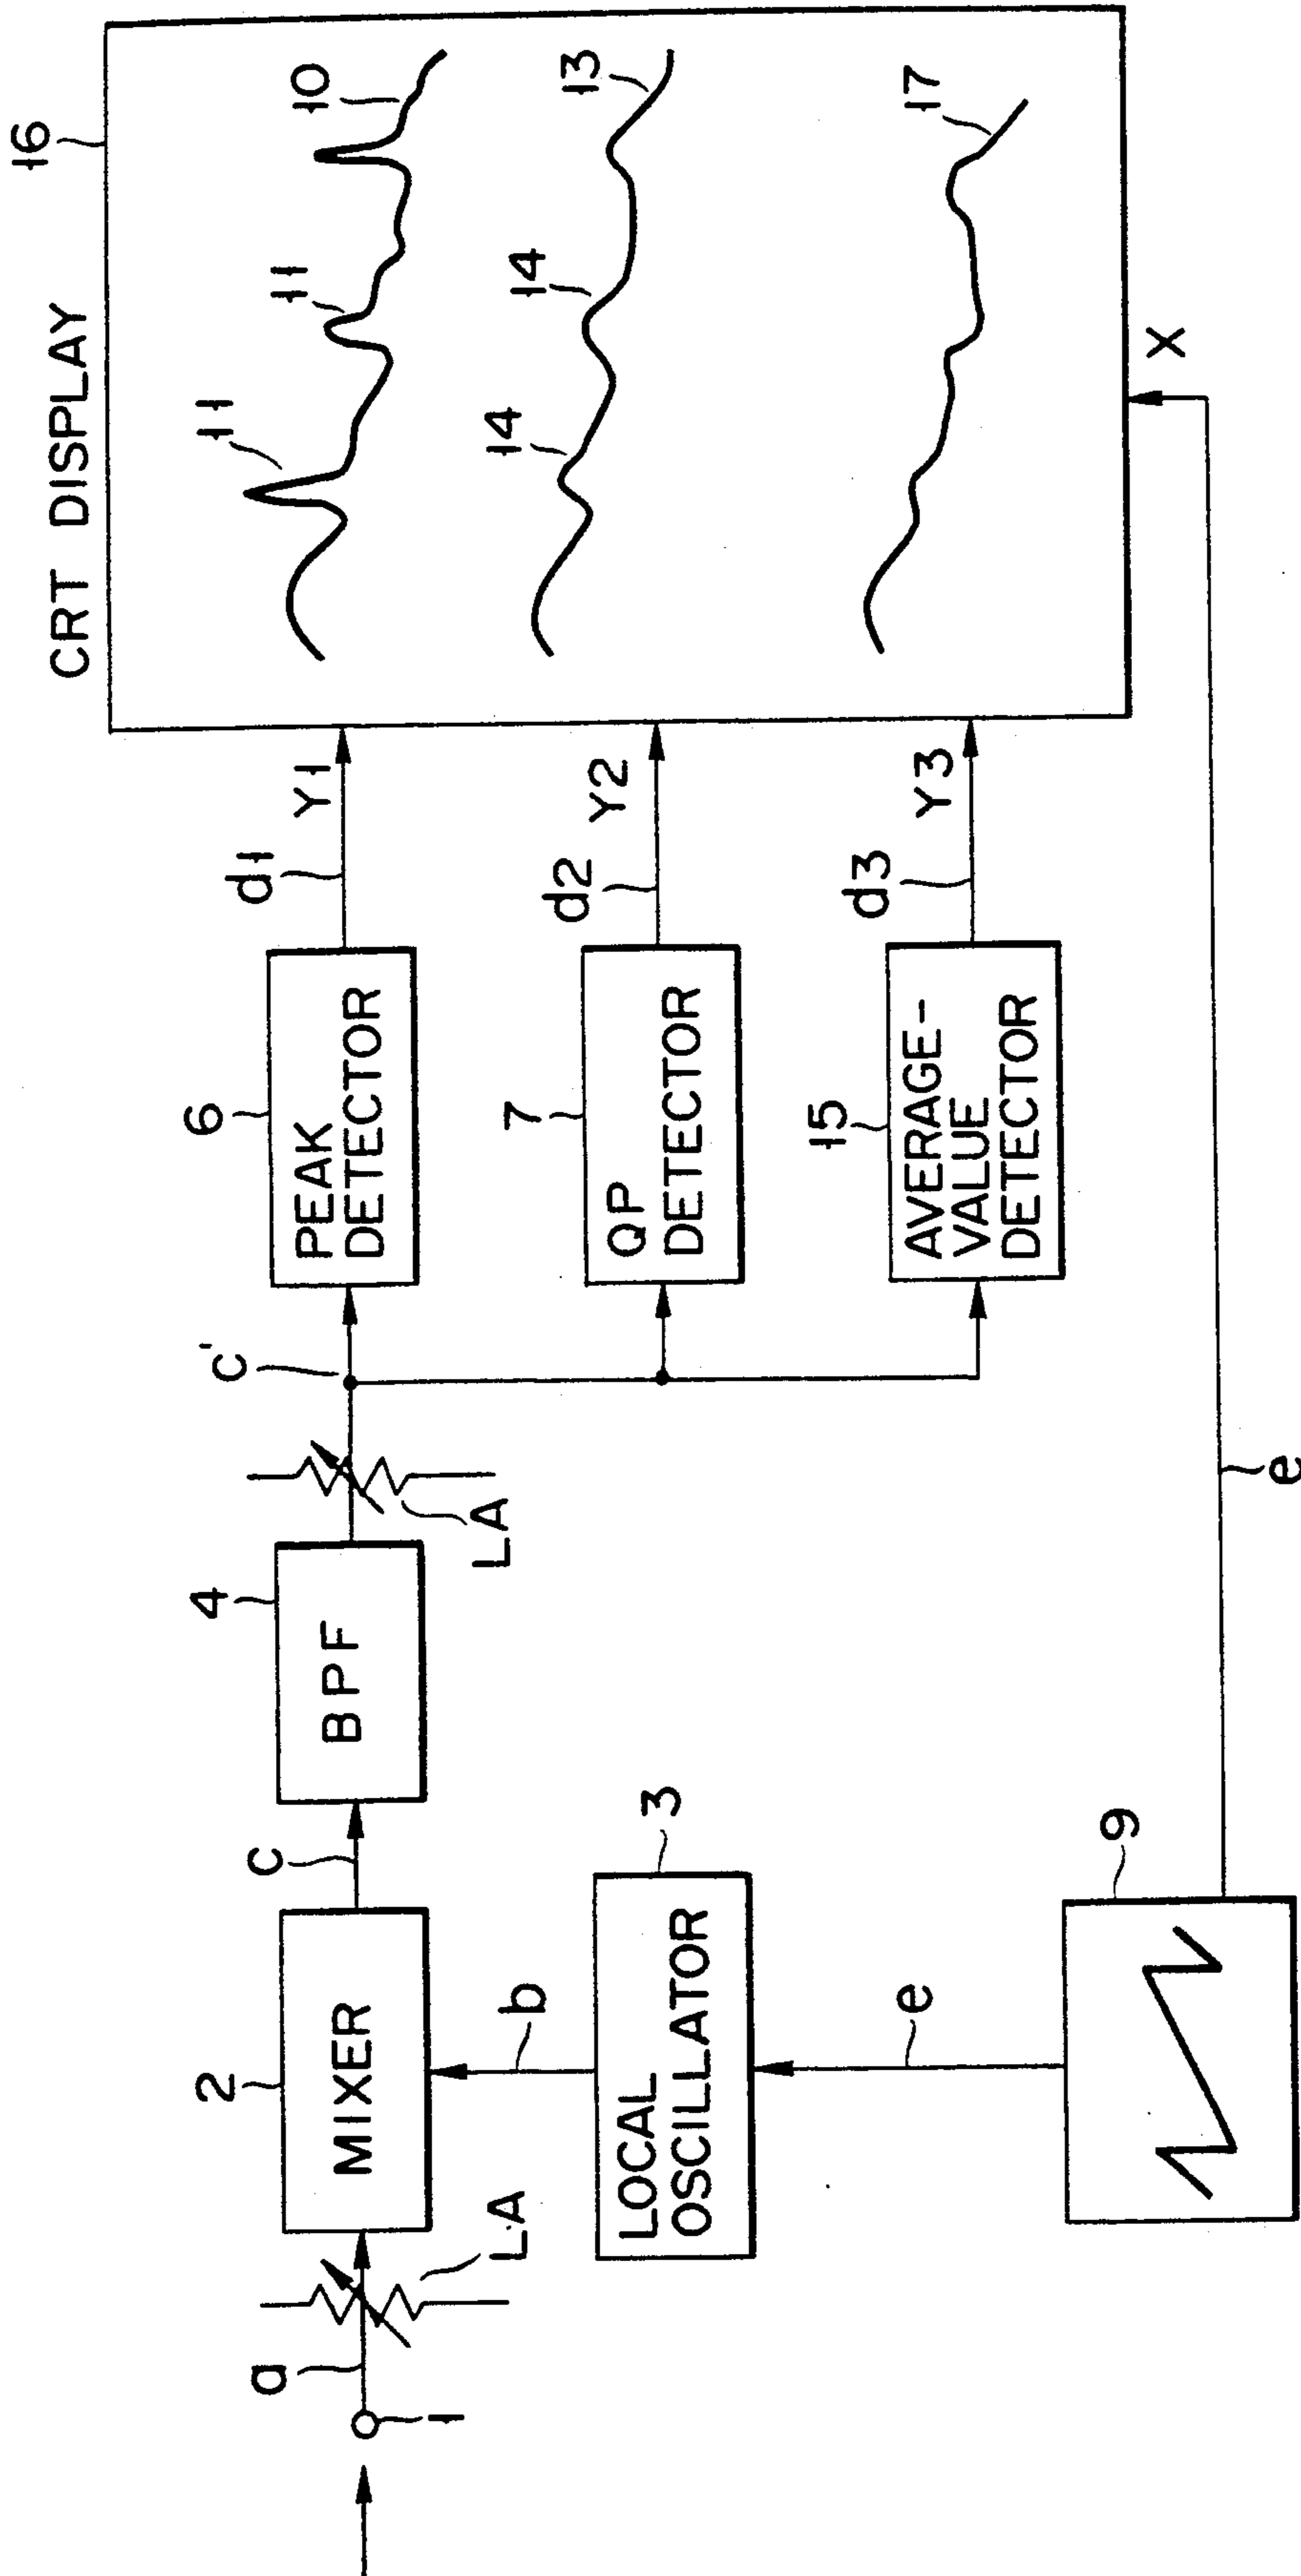 CRT DISPLAY
16
11
11
10
14
14
13
17
1
a
LA
2
MIXER
c
4
BPF
LA
c'
6
PEAK
DETECTOR
d1
Y1
7
QP
DETECTOR
d2
Y2
15
AVERAGE-
VALUE
DETECTOR
d3
Y3
b
3
LOCAL
OSCILLATOR
e
9
e
X